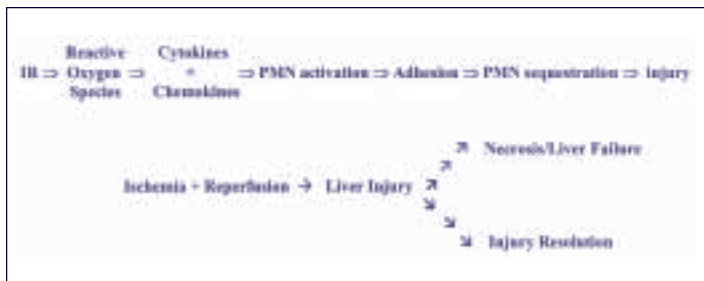 IR ⇒ Reactive Oxygen Species ⇒ Cytokines + Chemokines ⇒ PMN activation ⇒ Adhesion ⇒ PMN sequestration ⇒ injury
Ischemia + Reperfusion → Liver Injury
↗ Necrosis/Liver Failure
↘ Injury Resolution